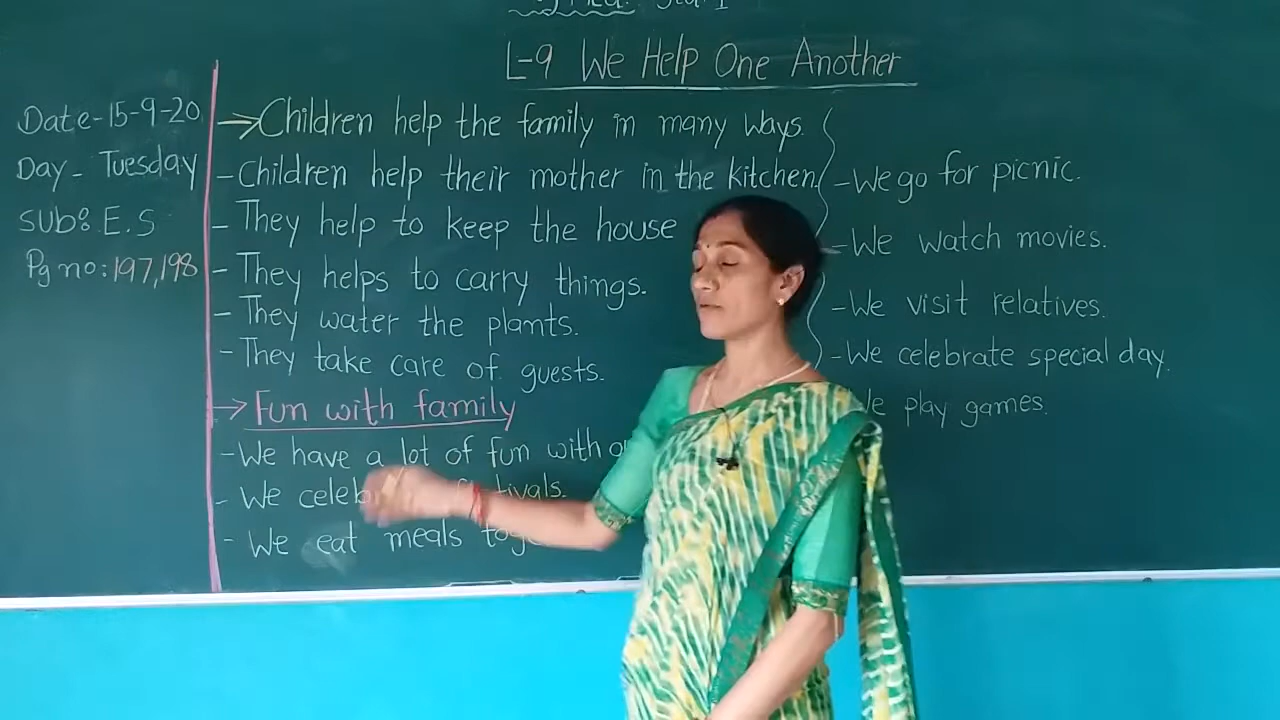 L-9 We Help One Another
Date-15-9-20
Day- Tuesday
Sub: E.S
Pg no: 197,198
→ Children help the family in many ways.
- Children help their mother in the kitchen
- They help to keep the house
- They helps to carry things.
- They water the plants.
- They take care of guests.
→ Fun with family
- We have a lot of fun with
- We
- We eat meals
- We go for picnic.
- We watch movies.
- We visit relatives.
- We celebrate special day.
play games.